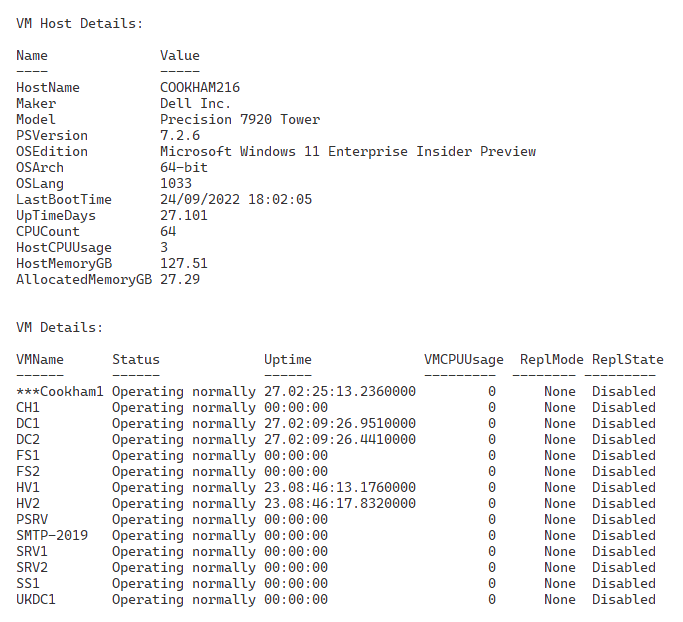 VM Host Details:
Name Value
---- -----
HostName COOKHAM216
Maker Dell Inc.
Model Precision 7920 Tower
PSVersion 7.2.6
OSEdition Microsoft Windows 11 Enterprise Insider Preview
OSArch 64-bit
OSLang 1033
LastBootTime 24/09/2022 18:02:05
UpTimeDays 27.101
CPUCount 64
HostCPUUsage 3
HostMemoryGB 127.51
AllocatedMemoryGB 27.29
VM Details:
VMName Status Uptime VMCPUUsage ReplMode ReplState
------ ------ ------ --------- -------- ---------
***Cookham1 Operating normally 27.02:25:13.2360000 0 None Disabled
CH1 Operating normally 00:00:00 0 None Disabled
DC1 Operating normally 27.02:09:26.9510000 0 None Disabled
DC2 Operating normally 27.02:09:26.4410000 0 None Disabled
FS1 Operating normally 00:00:00 0 None Disabled
FS2 Operating normally 00:00:00 0 None Disabled
HV1 Operating normally 23.08:46:13.1760000 0 None Disabled
HV2 Operating normally 23.08:46:17.8320000 0 None Disabled
PSRV Operating normally 00:00:00 0 None Disabled
SMTP-2019 Operating normally 00:00:00 0 None Disabled
SRV1 Operating normally 00:00:00 0 None Disabled
SRV2 Operating normally 00:00:00 0 None Disabled
SS1 Operating normally 00:00:00 0 None Disabled
UKDC1 Operating normally 00:00:00 0 None Disabled